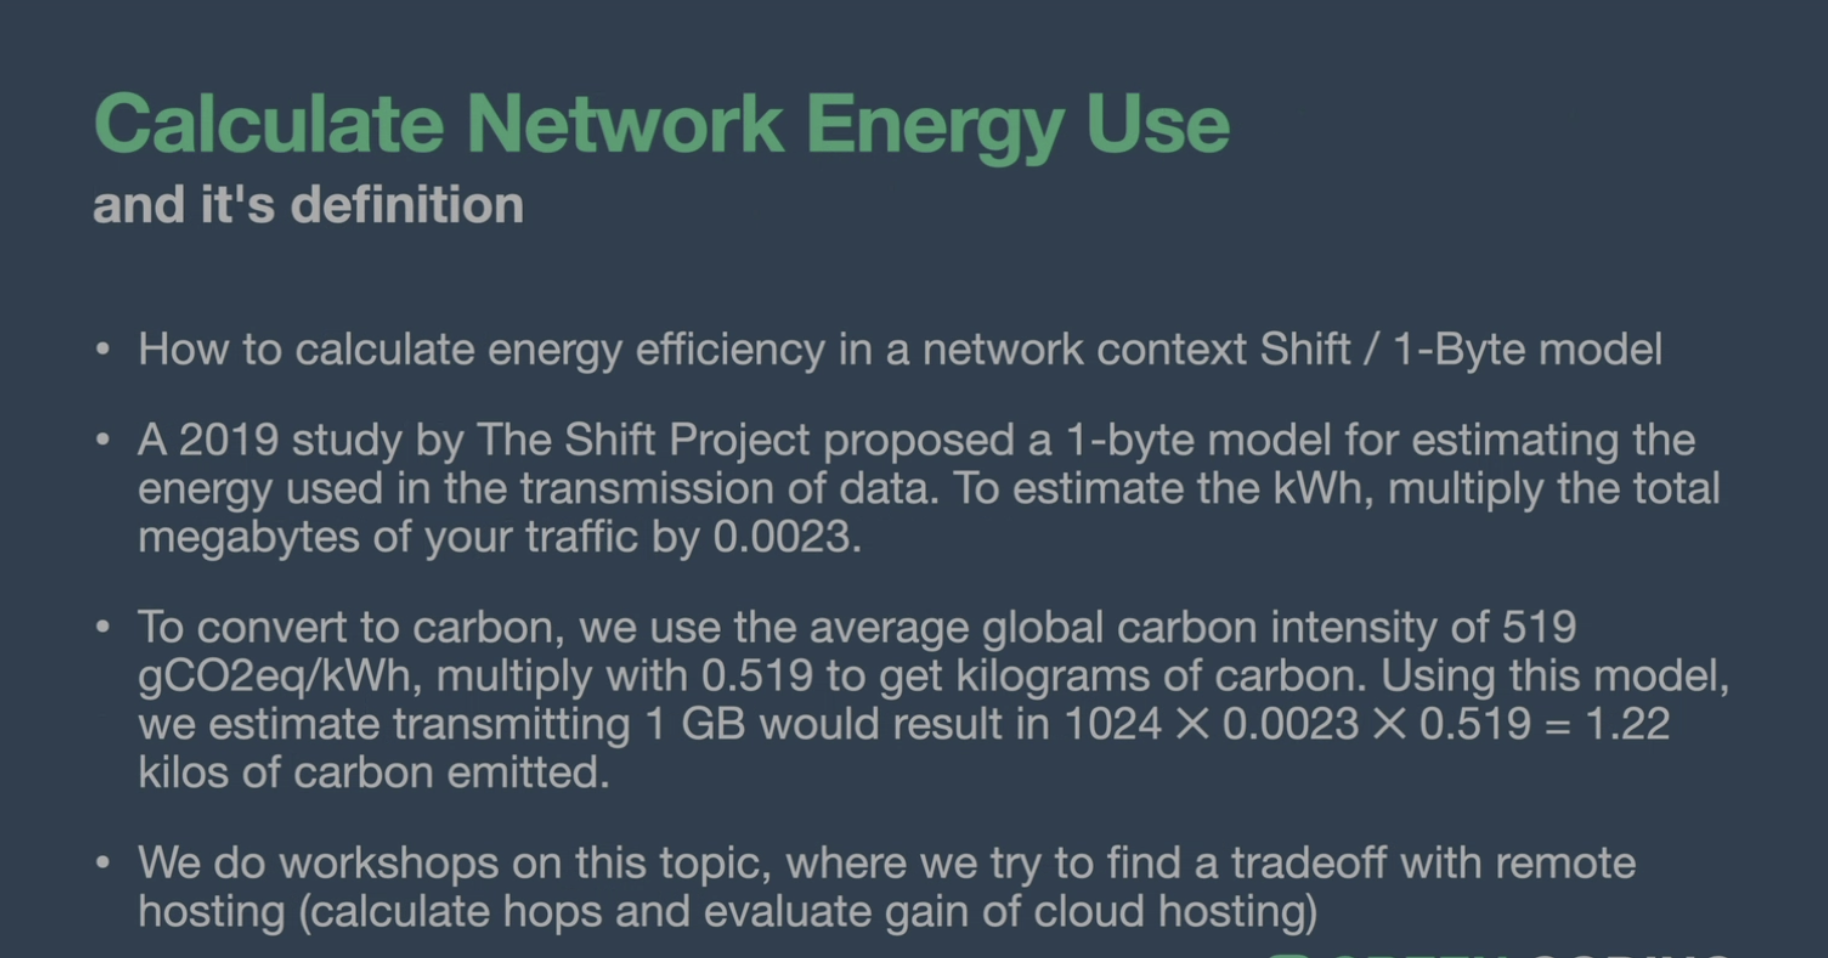 Calculate Network Energy Use
and it's definition
• How to calculate energy efficiency in a network context Shift / 1-Byte model
• A 2019 study by The Shift Project proposed a 1-byte model for estimating the
energy used in the transmission of data. To estimate the kWh, multiply the total
megabytes of your traffic by 0.0023.
• To convert to carbon, we use the average global carbon intensity of 519
gCO2eq/kWh, multiply with 0.519 to get kilograms of carbon. Using this model,
we estimate transmitting 1 GB would result in 1024 ✕ 0.0023 ✕ 0.519 = 1.22
kilos of carbon emitted.
• We do workshops on this topic, where we try to find a tradeoff with remote
hosting (calculate hops and evaluate gain of cloud hosting)